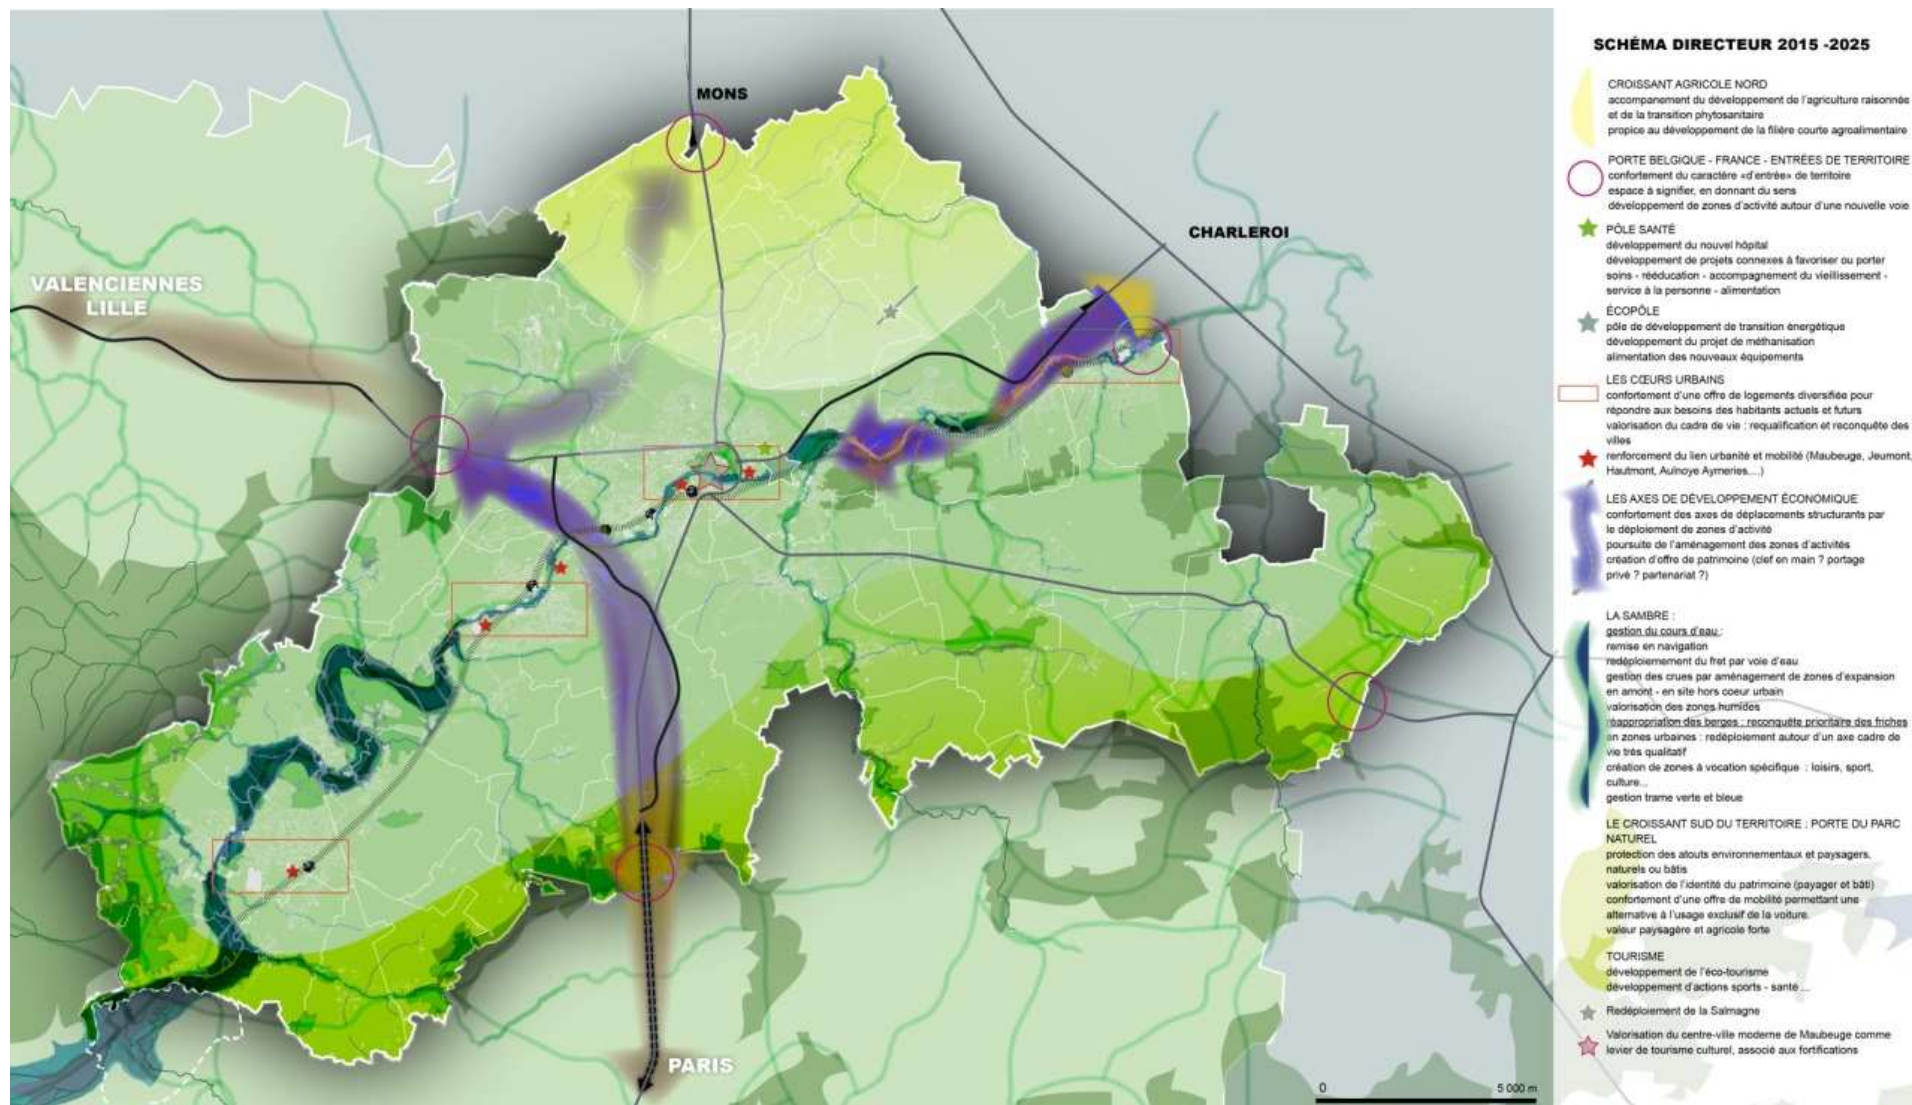 MONS
CHARLEROI
VALENCIENNES
LILLE
PARIS
0
5 000 m
SCHÉMA DIRECTEUR 2015 -2025
CROISSANT AGRICOLE NORD
accompanement du développement de l'agriculture raisonnée
et de la transition phytosanitaire
propice au développement de la filière courte agroalimentaire
PORTE BELGIQUE - FRANCE - ENTRÉES DE TERRITOIRE
confortement du caractère «d'entrée» de territoire
espace à signifier, en donnant du sens
développement de zones d'activité autour d'une nouvelle voie
PÔLE SANTÉ
développement du nouvel hôpital
développement de projets connexes à favoriser ou porter
soins - rééducation - accompagnement du vieillissement -
service à la personne - alimentation
ÉCOPÔLE
pôle de développement de transition énergétique
développement du projet de méthanisation
alimentation des nouveaux équipements
LES CŒURS URBAINS
confortement d'une offre de logements diversifiée pour
répondre aux besoins des habitants actuels et futurs
valorisation du cadre de vie : requalification et reconquête des
villes
renforcement du lien urbanité et mobilité (Maubeuge, Jeumont,
Hautmont, Aulnoye Aymeries....)
LES AXES DE DÉVELOPPEMENT ÉCONOMIQUE
confortement des axes de déplacements structurants par
le déploiement de zones d'activité
poursuite de l'aménagement des zones d'activités
création d'offre de patrimoine (clef en main ? portage
privé ? partenariat ?)
LA SAMBRE :
gestion du cours d'eau :
remise en navigation
redéploiemement du fret par voie d'eau
gestion des crues par aménagement de zones d'expansion
en amont - en site hors coeur urbain
valorisation des zones humides
réappropriation des berges : reconquête prioritaire des friches
en zones urbaines : redéploiement autour d'un axe cadre de
vie très qualitatif
création de zones à vocation spécifique : loisirs, sport,
culture...
gestion trame verte et bleue
LE CROISSANT SUD DU TERRITOIRE : PORTE DU PARC
NATUREL
protection des atouts environnementaux et paysagers,
naturels ou bâtis
valorisation de l'identité du patrimoine (payager et bâti)
confortement d'une offre de mobilité permettant une
alternative à l'usage exclusif de la voiture.
valeur paysagère et agricole forte
TOURISME
développement de l'éco-tourisme
développement d'actions sports - santé ...
Redéploiement de la Salmagne
Valorisation du centre-ville moderne de Maubeuge comme
levier de tourisme culturel, associé aux fortifications